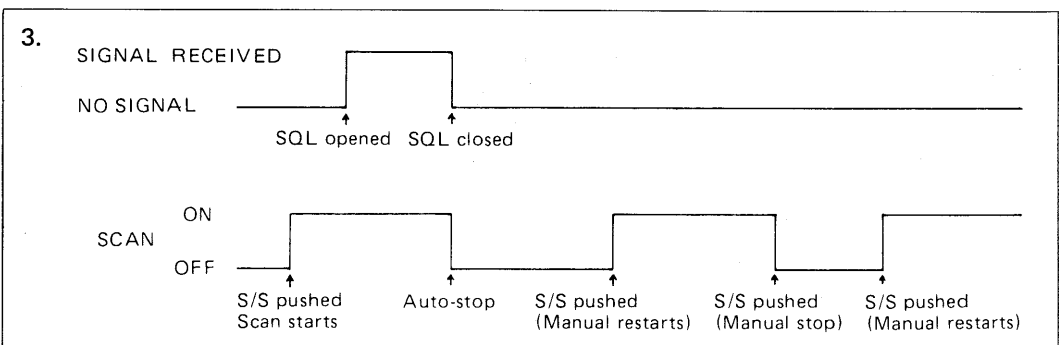 3.
SIGNAL RECEIVED
NO SIGNAL
SQL opened SQL closed
ON
SCAN
OFF
S/S pushed Auto-stop S/S pushed S/S pushed S/S pushed
Scan starts (Manual restarts) (Manual stop) (Manual restarts)